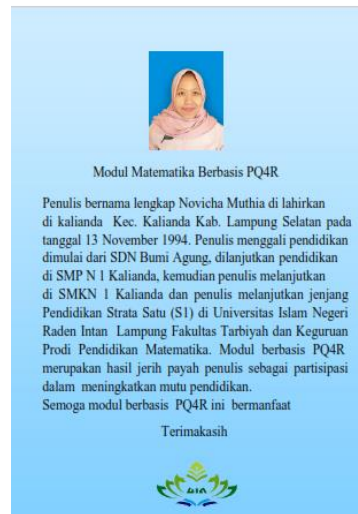 Modul Matematika Berbasis PQ4R
Penulis bernama lengkap Novicha Muthia di lahirkan
di kalianda Kec. Kalianda Kab. Lampung Selatan pada
tanggal 13 November 1994. Penulis menggali pendidikan
dimulai dari SDN Bumi Agung, dilanjutkan pendidikan
di SMP N 1 Kalianda, kemudian penulis melanjutkan
di SMKN 1 Kalianda dan penulis melanjutkan jenjang
Pendidikan Strata Satu (S1) di Universitas Islam Negeri
Raden Intan Lampung Fakultas Tarbiyah dan Keguruan
Prodi Pendidikan Matematika. Modul berbasis PQ4R
merupakan hasil jerih payah penulis sebagai partisipasi
dalam meningkatkan mutu pendidikan.
Semoga modul berbasis PQ4R ini bermanfaat
Terimakasih